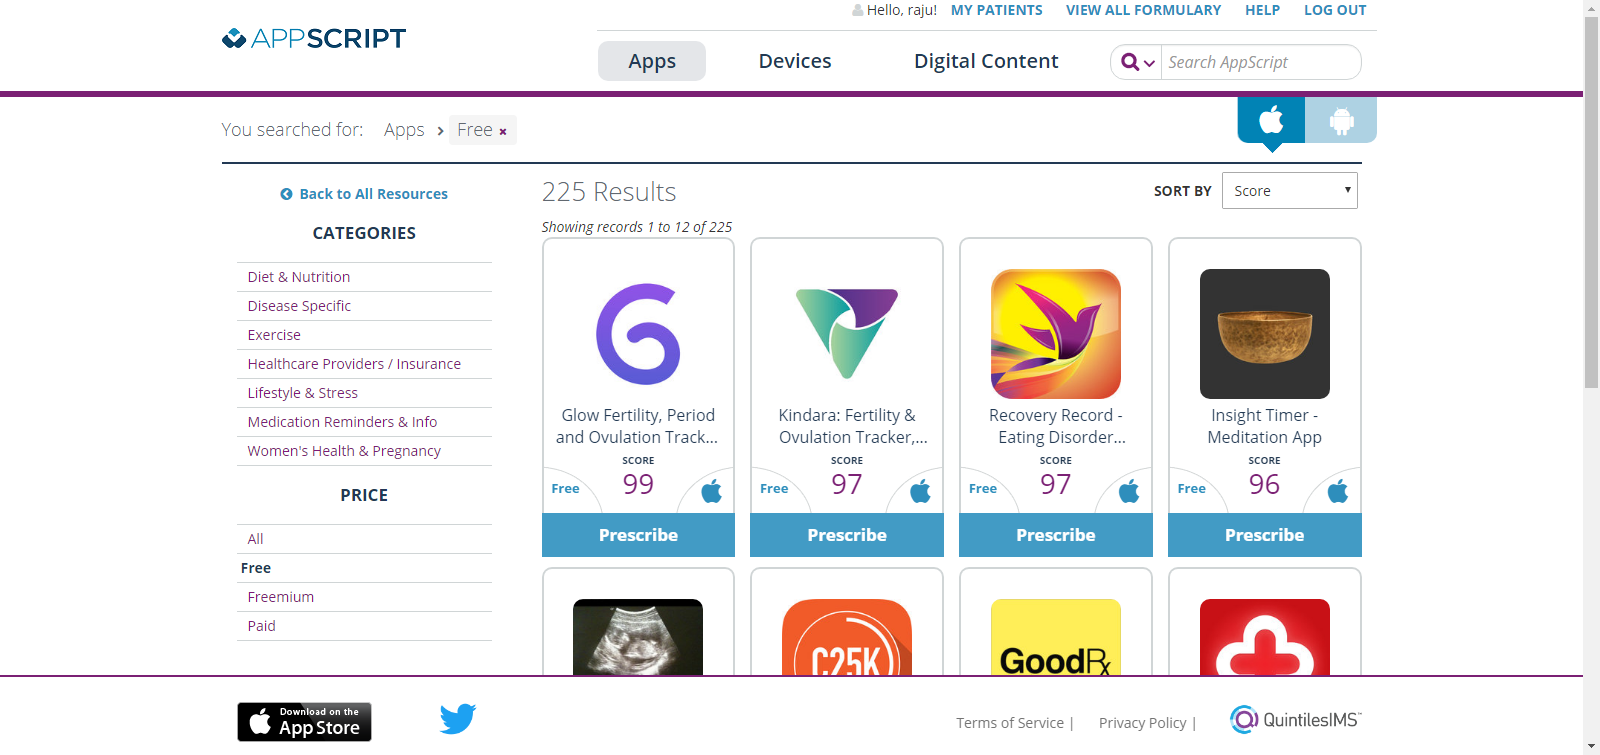 Hello, raju! MY PATIENTS VIEW ALL FORMULARY HELP LOG OUT
APPSCRIPT
Apps Devices Digital Content Search AppScript
You searched for: Apps Free ×
Back to All Resources
225 Results
SORT BY Score
Showing records 1 to 12 of 225
CATEGORIES
Diet & Nutrition
Disease Specific
Exercise
Healthcare Providers / Insurance
Lifestyle & Stress
Medication Reminders & Info
Women's Health & Pregnancy
PRICE
All
Free
Freemium
Paid
Glow Fertility, Period
and Ovulation Track...
SCORE
Free 99
Prescribe
Kindara: Fertility &
Ovulation Tracker,...
SCORE
Free 97
Prescribe
Recovery Record -
Eating Disorder...
SCORE
Free 97
Prescribe
Insight Timer -
Meditation App
SCORE
Free 96
Prescribe
C25K
GoodRx
Download on the
App Store
Terms of Service | Privacy Policy |
QuintilesIMS™